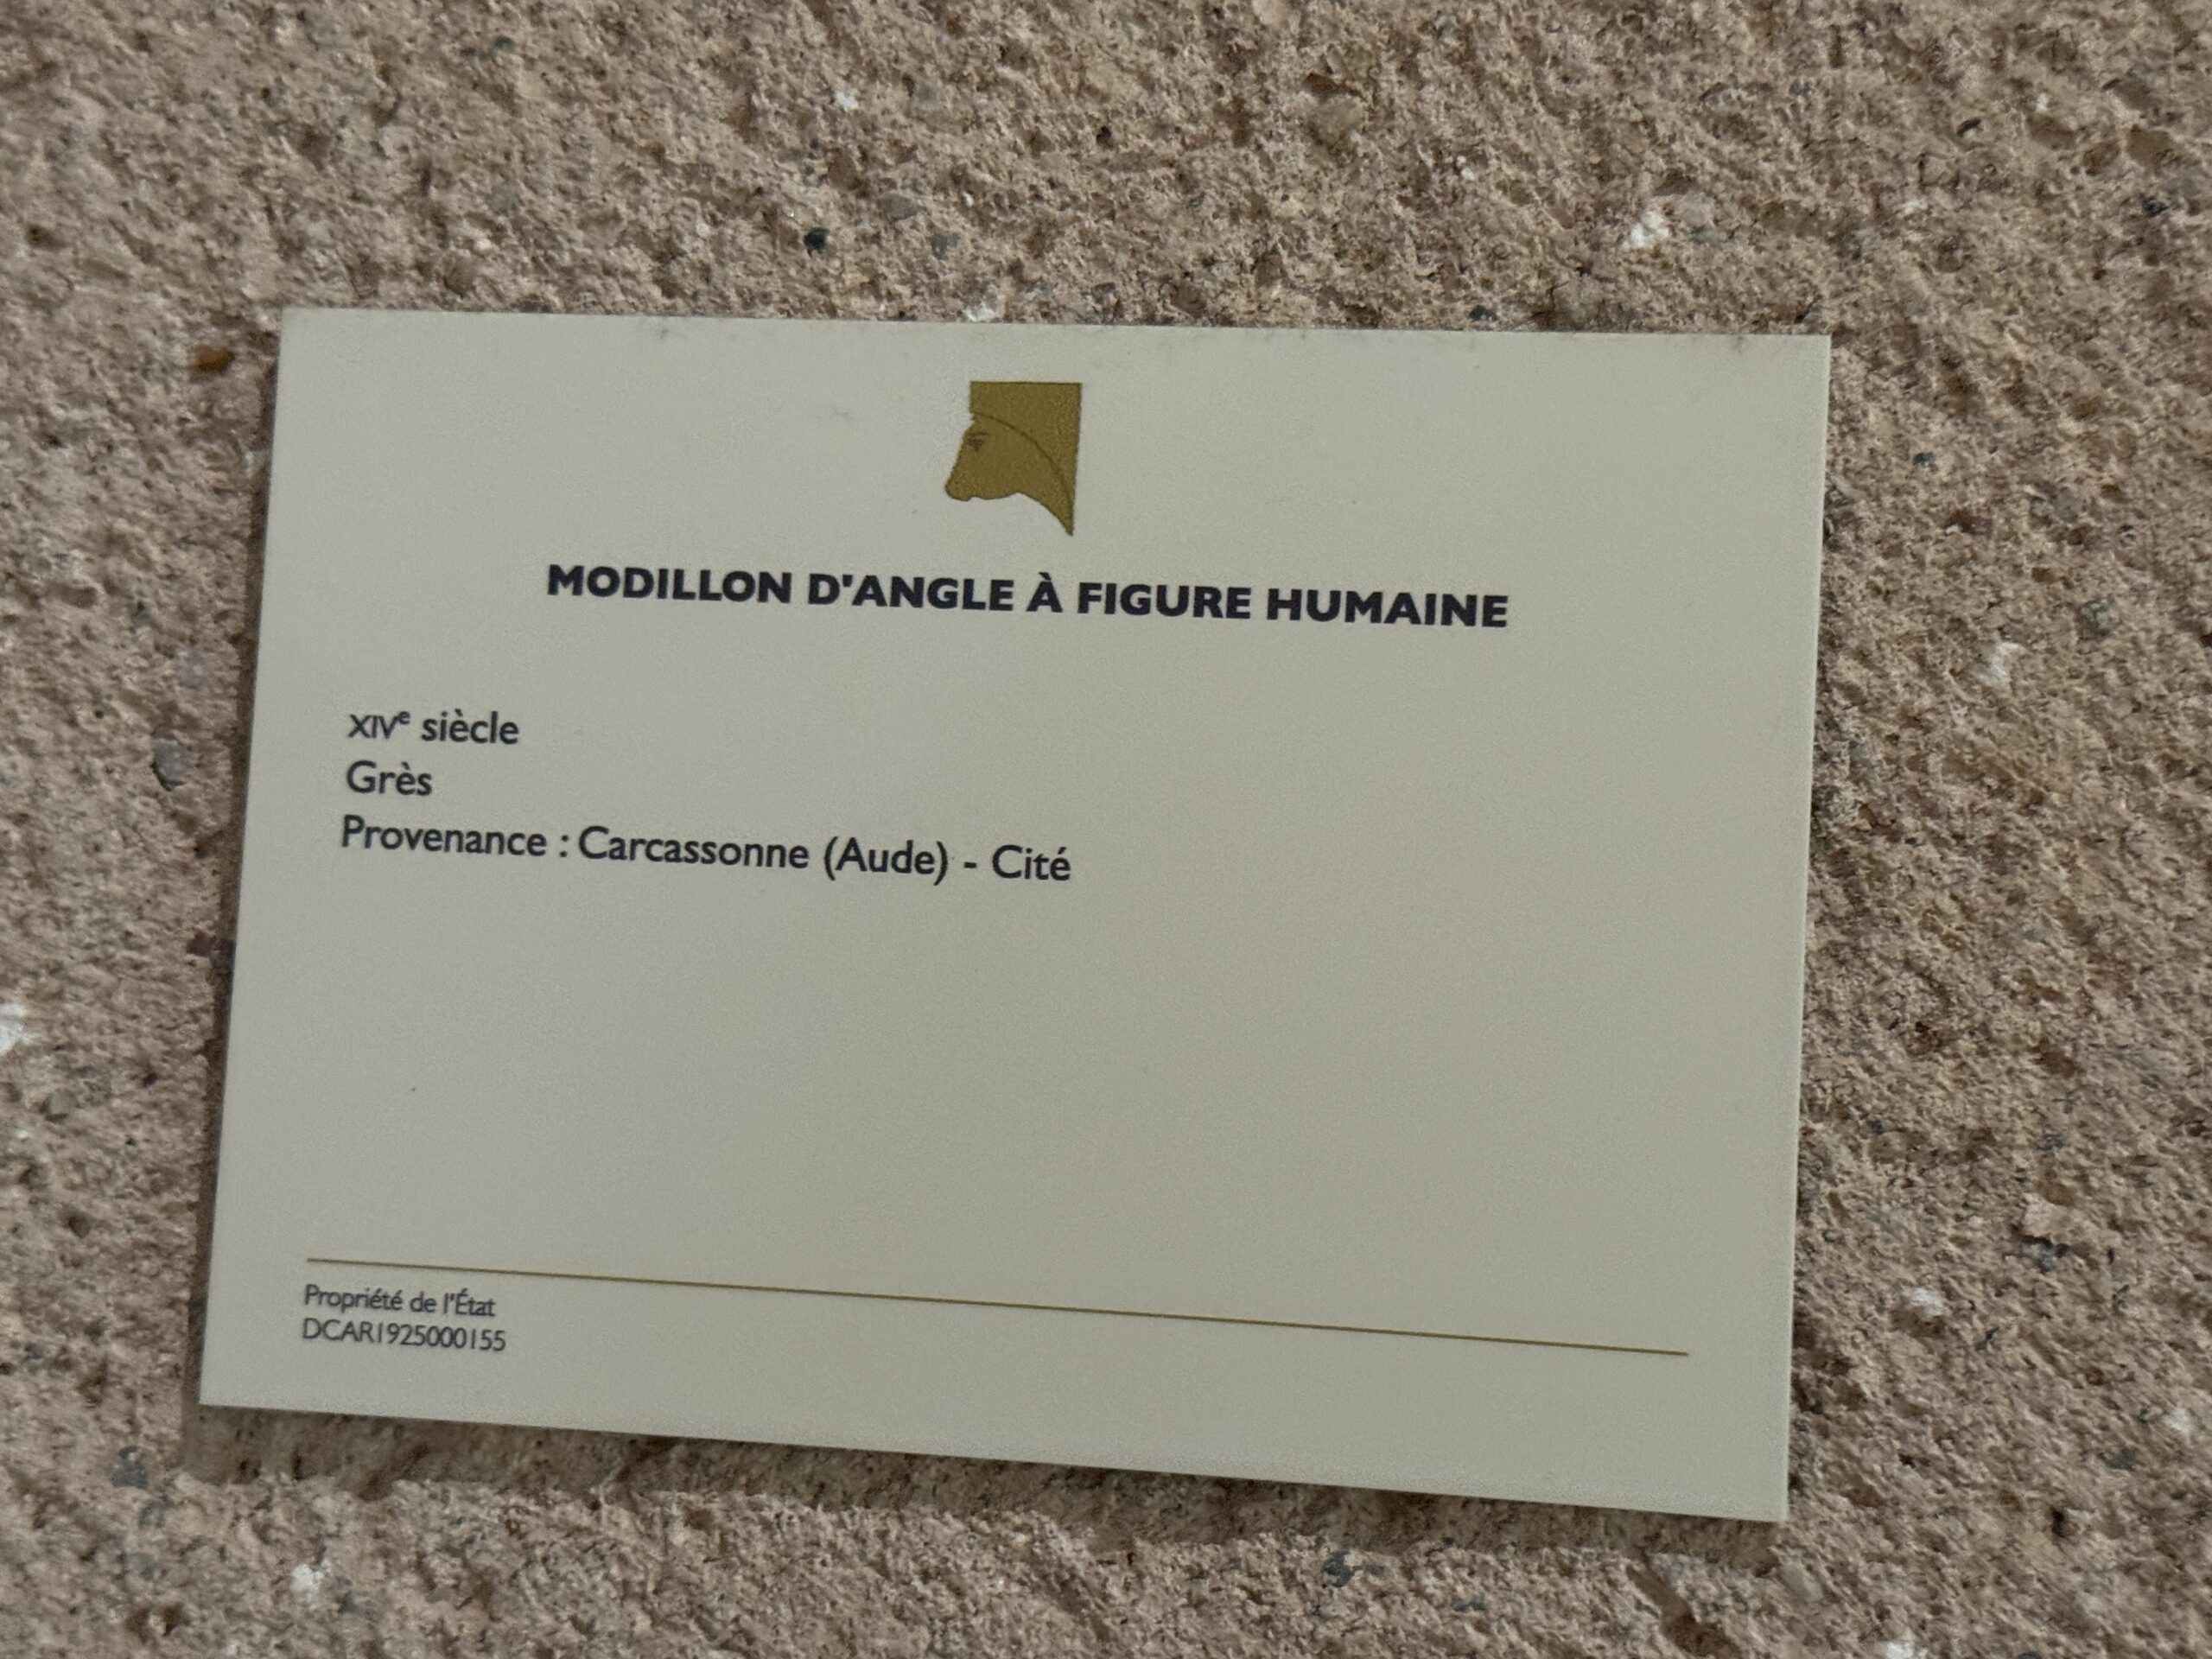 MODILLON D'ANGLE À FIGURE HUMAINE
XIVe siècle
Grès
Provenance : Carcassonne (Aude) - Cité
Propriété de l'État
DCAR1925000155